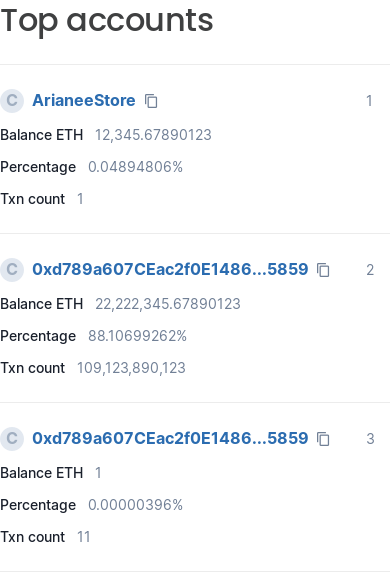 Top accounts
C ArianeeStore 1
Balance ETH 12,345.67890123
Percentage 0.04894806%
Txn count 1
C 0xd789a607CEac2f0E1486...5859 2
Balance ETH 22,222,345.67890123
Percentage 88.10699262%
Txn count 109,123,890,123
C 0xd789a607CEac2f0E1486...5859 3
Balance ETH 1
Percentage 0.00000396%
Txn count 11